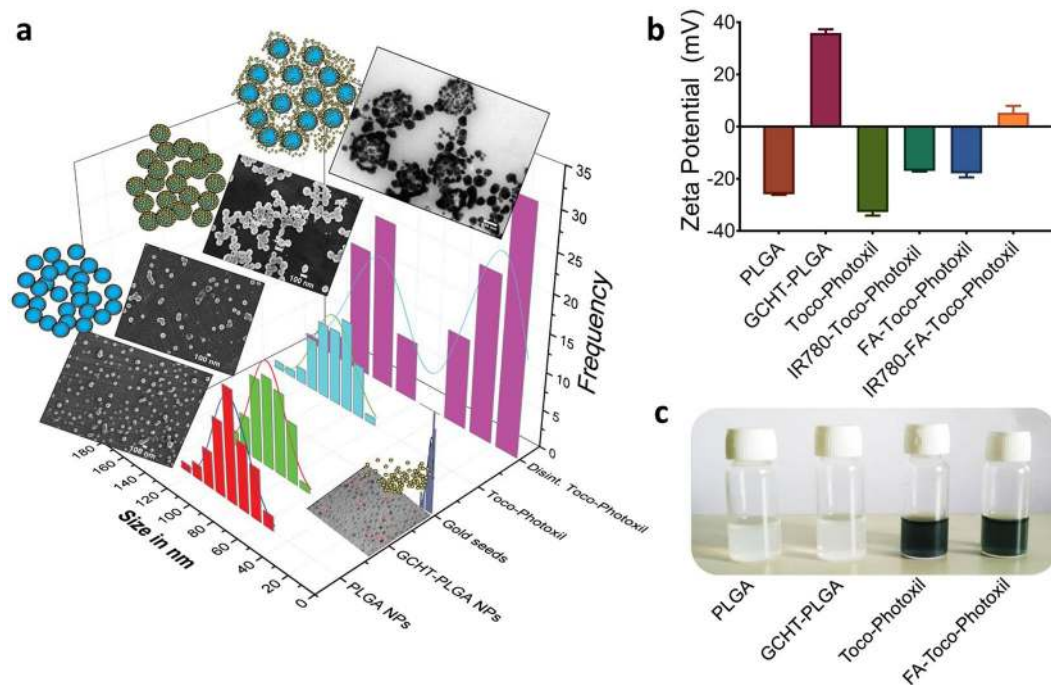 a
35
30
25
20
15
10
5
0
Frequency
100 nm
100 nm
100 nm
180
160
140
120
100
80
60
40
20
0
Size in nm
PLGA NPs
GCHT-PLGA NPs
Gold seeds
Toco-Photoxil
Disint. Toco-Photoxil
b
Zeta Potential (mV)
40
20
0
-20
-40
PLGA
GCHT-PLGA
Toco-Photoxil
IR780-Toco-Photoxil
FA-Toco-Photoxil
IR780-FA-Toco-Photoxil
c
PLGA
GCHT-PLGA
Toco-Photoxil
FA-Toco-Photoxil